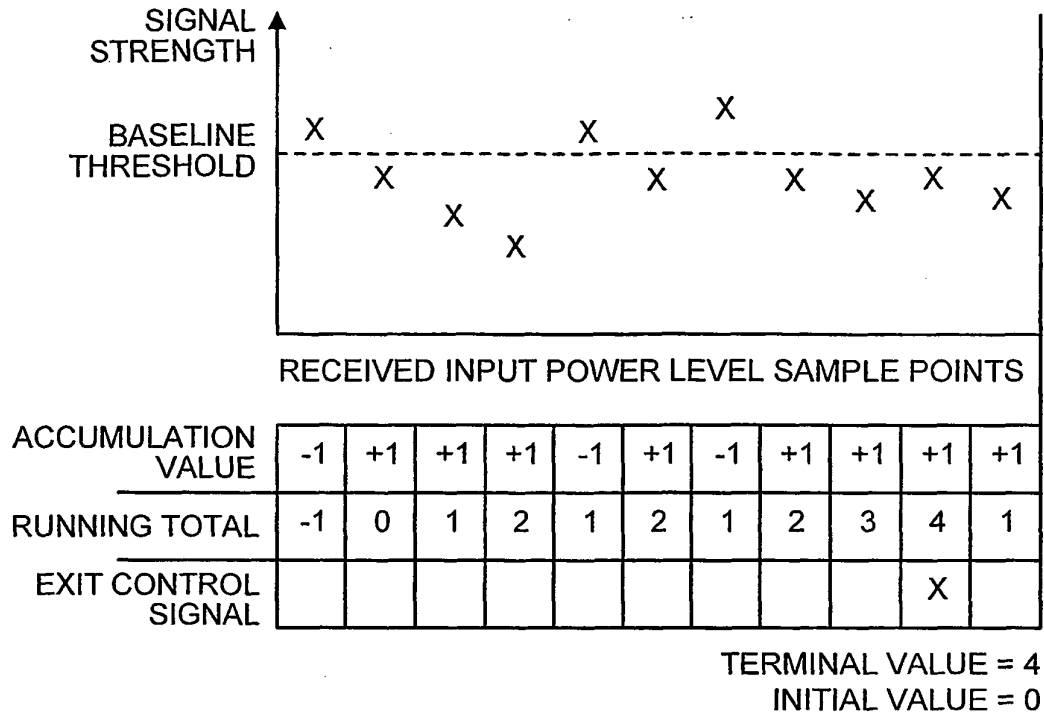 SIGNAL
STRENGTH
BASELINE
THRESHOLD
X X X X X X X X X X X
RECEIVED INPUT POWER LEVEL SAMPLE POINTS
ACCUMULATION
VALUE
-1 +1 +1 +1 -1 +1 -1 +1 +1 +1 +1
RUNNING TOTAL -1 0 1 2 1 2 1 2 3 4 1
EXIT CONTROL
SIGNAL
X
TERMINAL VALUE = 4
INITIAL VALUE = 0